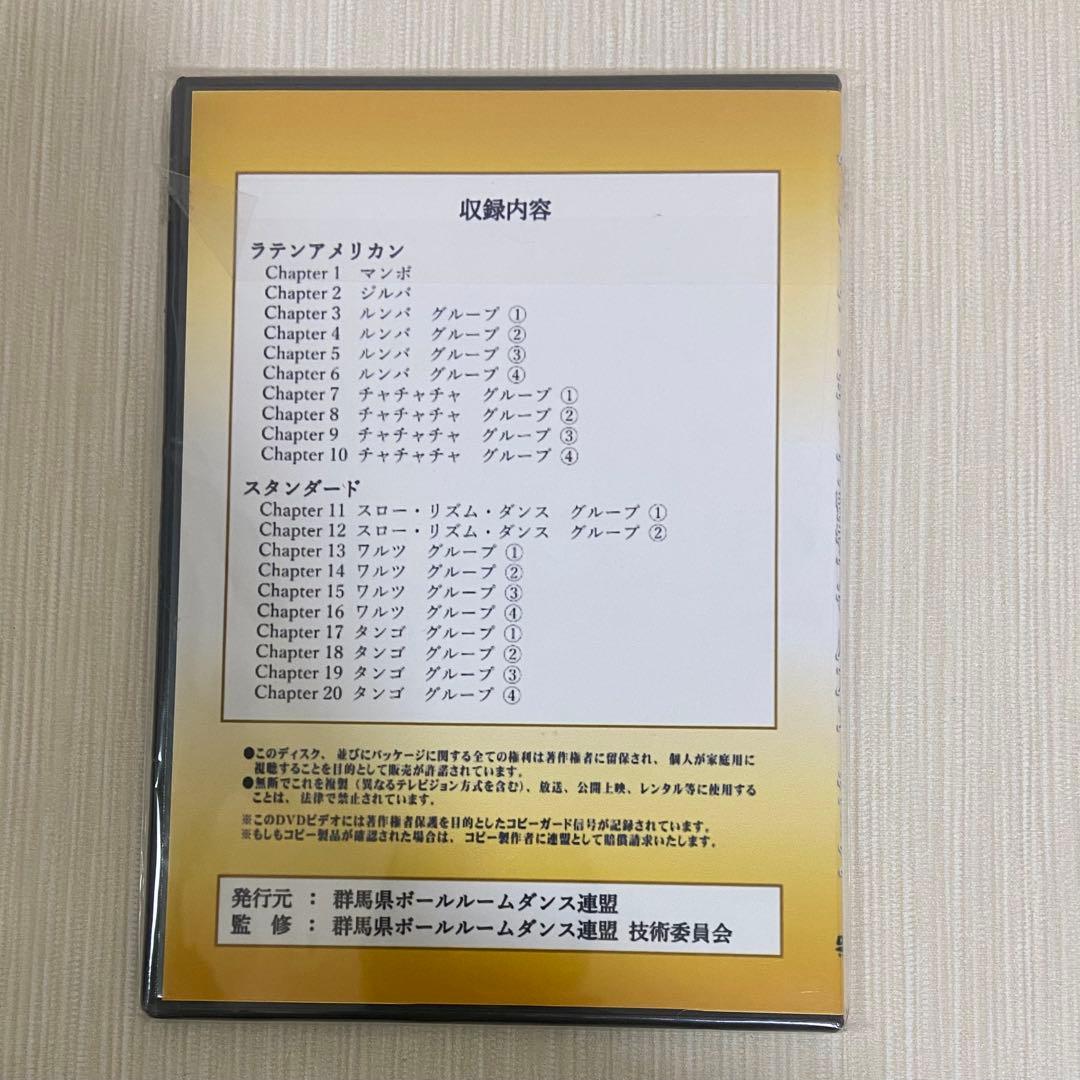 収録内容
ラテンアメリカン
Chapter 1 マンボ
Chapter 2 ジルバ
Chapter 3 ルンバ グループ ①
Chapter 4 ルンバ グループ ②
Chapter 5 ルンバ グループ ③
Chapter 6 ルンバ グループ ④
Chapter 7 チャチャチャ グループ ①
Chapter 8 チャチャチャ グループ ②
Chapter 9 チャチャチャ グループ ③
Chapter 10 チャチャチャ グループ ④
スタンダード
Chapter 11 スロー・リズム・ダンス グループ ①
Chapter 12 スロー・リズム・ダンス グループ ②
Chapter 13 ワルツ グループ ①
Chapter 14 ワルツ グループ ②
Chapter 15 ワルツ グループ ③
Chapter 16 ワルツ グループ ④
Chapter 17 タンゴ グループ ①
Chapter 18 タンゴ グループ ②
Chapter 19 タンゴ グループ ③
Chapter 20 タンゴ グループ ④
●このディスク、並びにパッケージに関する全ての権利は著作権者に留保され、個人が家庭用に
視聴することを目的として販売が許諾されています。
●無断でこれを複製(異なるテレビジョン方式を含む)、放送、公開上映、レンタル等に使用する
ことは、法律で禁止されています。
※このDVDビデオには著作権者保護を目的としたコピーガード信号が記録されています。
※もしもコピー製品が確認された場合は、コピー製作者に連盟として賠償請求いたします。
発行元 : 群馬県ボールルームダンス連盟
監 修 : 群馬県ボールルームダンス連盟 技術委員会